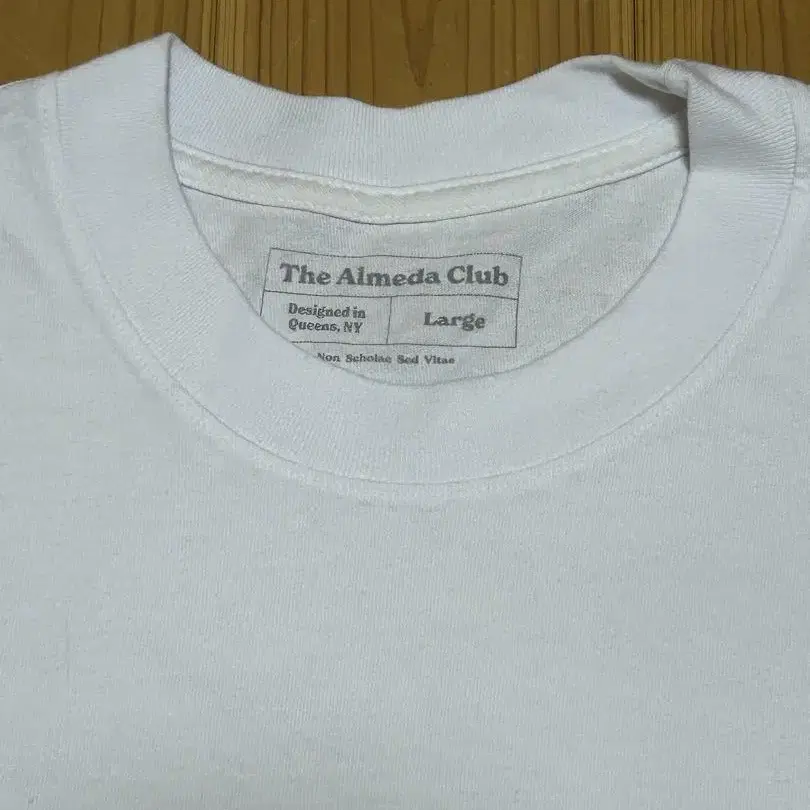 The Almeda Club
Designed in
Queens, NY
Large
Non Scholae Sed Vitae